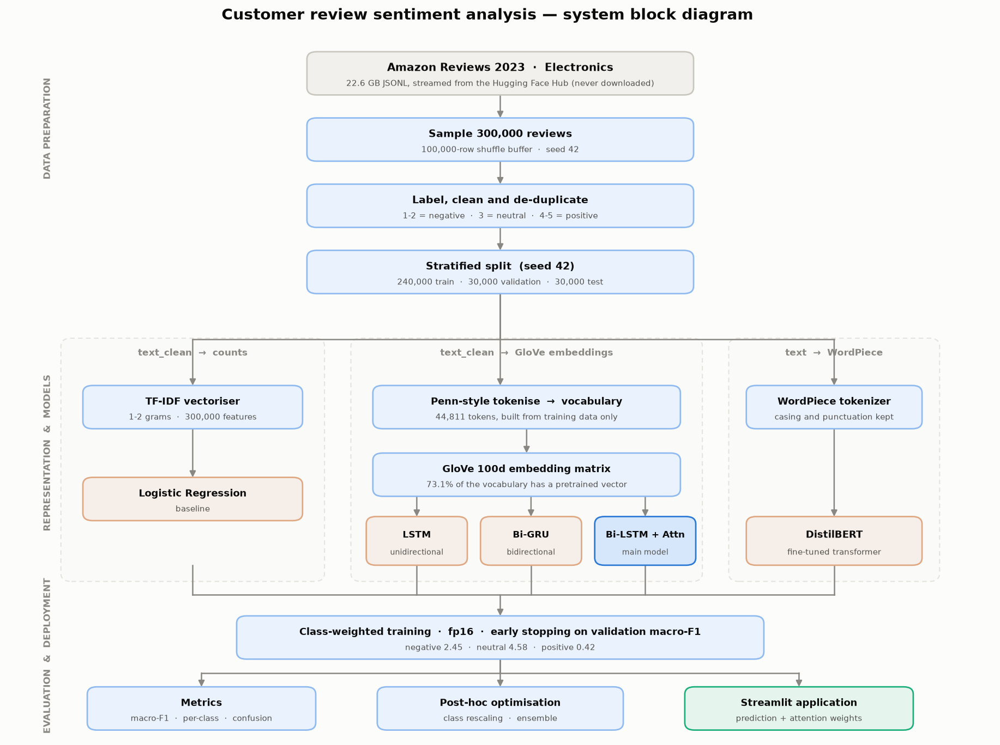 Customer review sentiment analysis — system block diagram
DATA PREPARATION
Amazon Reviews 2023 · Electronics
22.6 GB JSONL, streamed from the Hugging Face Hub (never downloaded)
Sample 300,000 reviews
100,000-row shuffle buffer · seed 42
Label, clean and de-duplicate
1-2 = negative · 3 = neutral · 4-5 = positive
Stratified split (seed 42)
240,000 train · 30,000 validation · 30,000 test
REPRESENTATION & MODELS
text_clean → counts
TF-IDF vectoriser
1-2 grams · 300,000 features
Logistic Regression
baseline
text_clean → GloVe embeddings
Penn-style tokenise → vocabulary
44,811 tokens, built from training data only
GloVe 100d embedding matrix
73.1% of the vocabulary has a pretrained vector
LSTM
unidirectional
Bi-GRU
bidirectional
Bi-LSTM + Attn
main model
text → WordPiece
WordPiece tokenizer
casing and punctuation kept
DistilBERT
fine-tuned transformer
EVALUATION & DEPLOYMENT
Class-weighted training · fp16 · early stopping on validation macro-F1
negative 2.45 · neutral 4.58 · positive 0.42
Metrics
macro-F1 · per-class · confusion
Post-hoc optimisation
class rescaling · ensemble
Streamlit application
prediction + attention weights